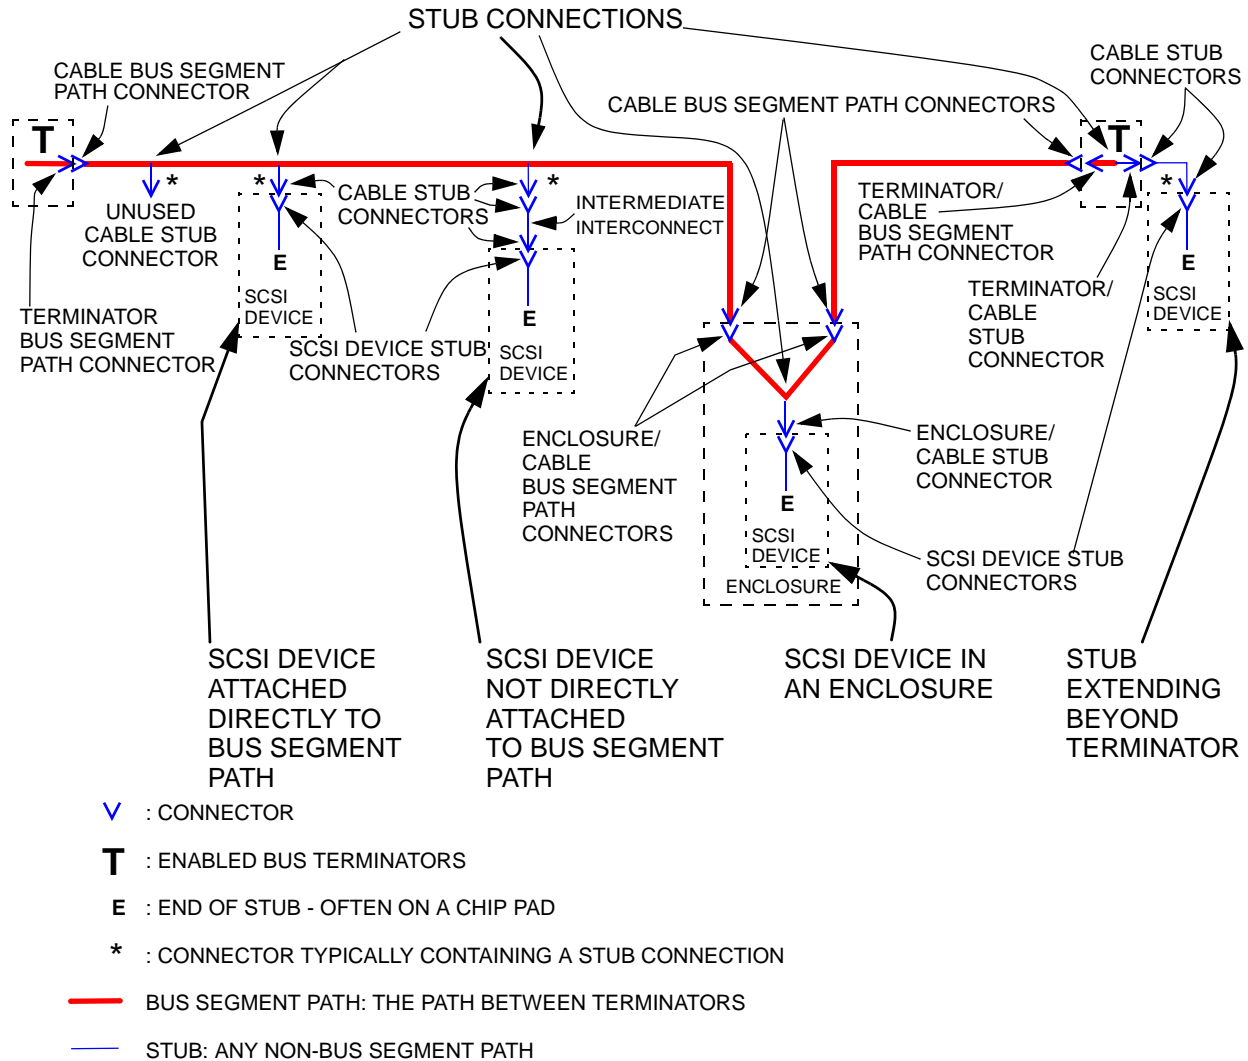 STUB CONNECTIONS
CABLE BUS SEGMENT
PATH CONNECTOR
CABLE STUB
CONNECTORS
CABLE BUS SEGMENT PATH CONNECTORS
T
T
*
*
*
*
UNUSED
CABLE STUB
CONNECTOR
CABLE STUB
CONNECTORS
INTERMEDIATE
INTERCONNECT
TERMINATOR/
CABLE
BUS SEGMENT
PATH CONNECTOR
E
SCSI
DEVICE
E
SCSI
DEVICE
E
SCSI
DEVICE
TERMINATOR
BUS SEGMENT
PATH CONNECTOR
SCSI DEVICE STUB
CONNECTORS
TERMINATOR/
CABLE
STUB
CONNECTOR
ENCLOSURE/
CABLE
BUS SEGMENT
PATH
CONNECTORS
ENCLOSURE/
CABLE STUB
CONNECTOR
E
SCSI
DEVICE
ENCLOSURE
SCSI DEVICE STUB
CONNECTORS
SCSI DEVICE
ATTACHED
DIRECTLY TO
BUS SEGMENT
PATH
SCSI DEVICE
NOT DIRECTLY
ATTACHED
TO BUS SEGMENT
PATH
SCSI DEVICE IN
AN ENCLOSURE
STUB
EXTENDING
BEYOND
TERMINATOR
: CONNECTOR
T : ENABLED BUS TERMINATORS
E : END OF STUB - OFTEN ON A CHIP PAD
* : CONNECTOR TYPICALLY CONTAINING A STUB CONNECTION
BUS SEGMENT PATH: THE PATH BETWEEN TERMINATORS
STUB: ANY NON-BUS SEGMENT PATH